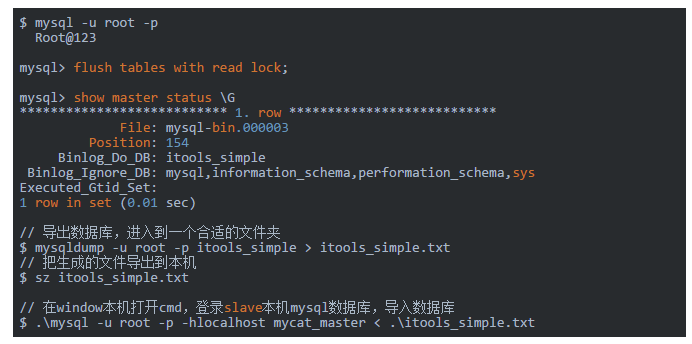 $ mysql -u root -p
Root@123
mysql> flush tables with read lock;
mysql> show master status \G
*************************** 1. row ***************************
File: mysql-bin.000003
Position: 154
Binlog_Do_DB: itools_simple
Binlog_Ignore_DB: mysql,information_schema,performation_schema,sys
Executed_Gtid_Set:
1 row in set (0.01 sec)
// 导出数据库，进入到一个合适的文件夹
$ mysqldump -u root -p itools_simple > itools_simple.txt
// 把生成的文件导出到本机
$ sz itools_simple.txt
// 在window本机打开cmd，登录slave本机mysql数据库，导入数据库
$ .\mysql -u root -p -hlocalhost mycat_master < .\itools_simple.txt